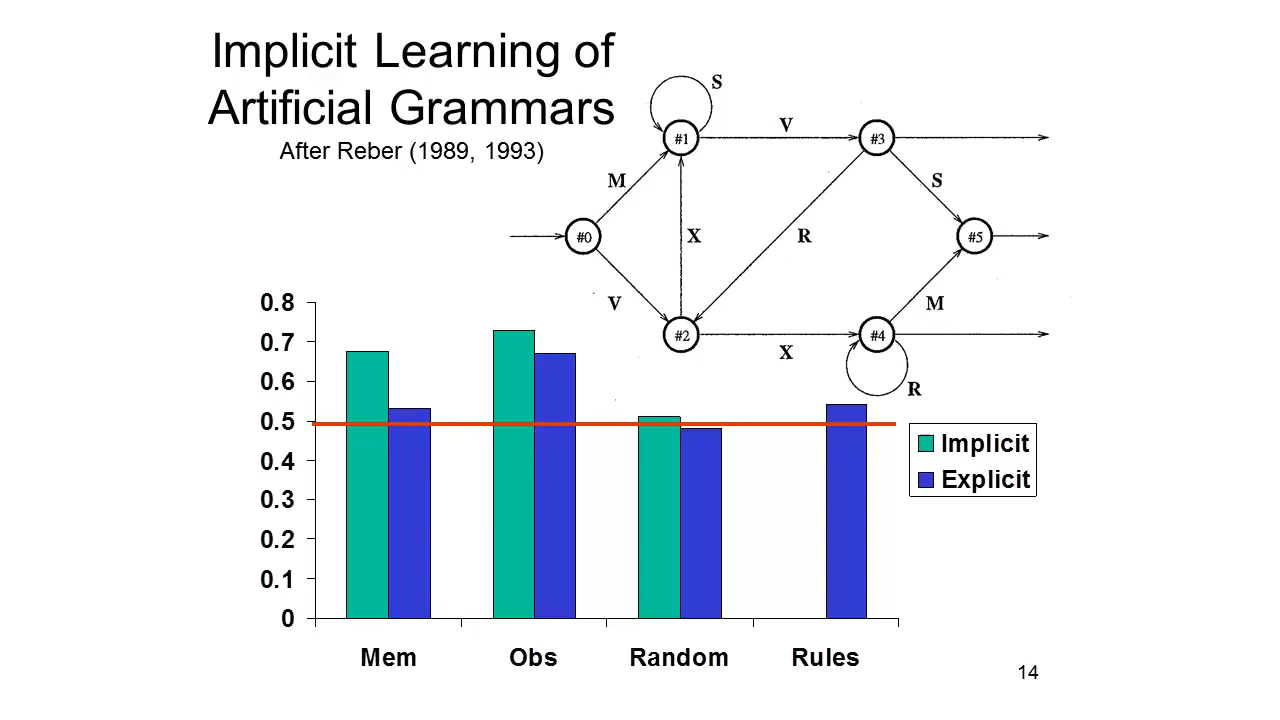 Implicit Learning of
Artificial Grammars
After Reber (1989, 1993)
S
#1
V
#3
M
S
#0
X
R
#5
V
M
#2
X
#4
R
0.8
0.7
0.6
0.5
0.4
0.3
0.2
0.1
0
Implicit
Explicit
Mem
Obs
Random
Rules
14